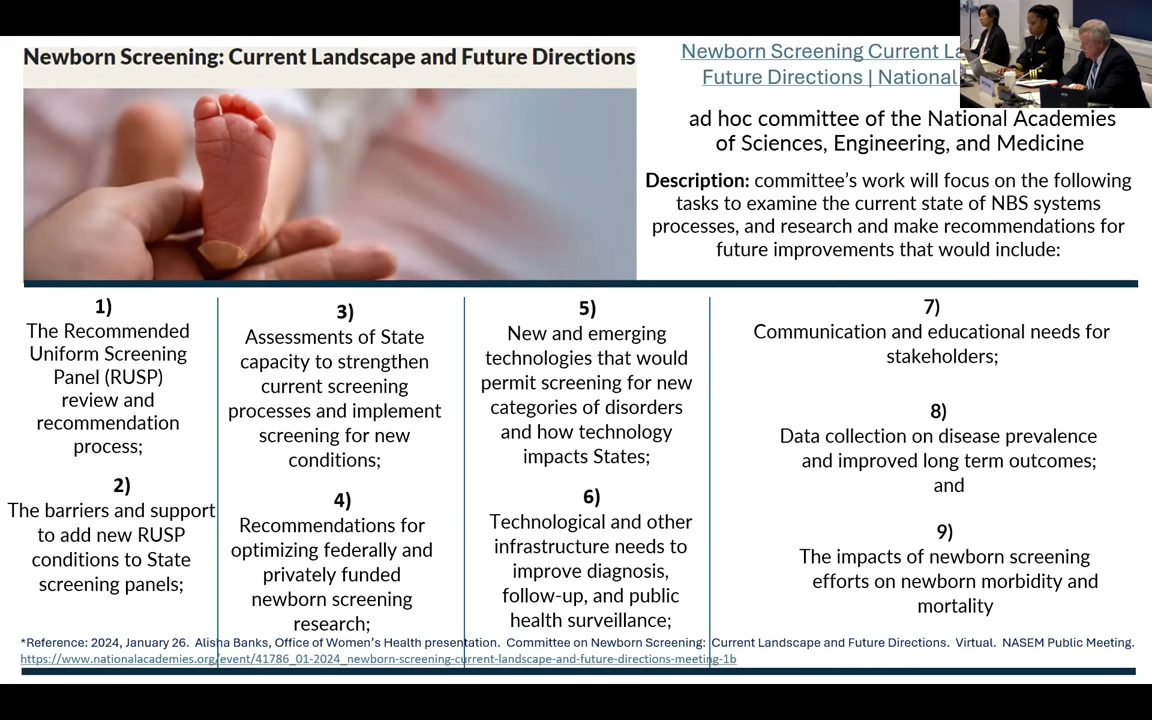 Newborn Screening: Current Landscape and Future Directions
Newborn Screening Current
Future Directions | National
ad hoc committee of the National Academies
of Sciences, Engineering, and Medicine
Description: committee's work will focus on the following
tasks to examine the current state of NBS systems
processes, and research and make recommendations for
future improvements that would include:
1)
The Recommended
Uniform Screening
Panel (RUSP)
review and
recommendation
process;
2)
The barriers and support
to add new RUSP
conditions to State
screening panels;
3)
Assessments of State
capacity to strengthen
current screening
processes and implement
screening for new
conditions;
4)
Recommendations for
optimizing federally and
privately funded
newborn screening
research;
5)
New and emerging
technologies that would
permit screening for new
categories of disorders
and how technology
impacts States;
6)
Technological and other
infrastructure needs to
improve diagnosis,
follow-up, and public
health surveillance;
7)
Communication and educational needs for
stakeholders;
8)
Data collection on disease prevalence
and improved long term outcomes;
and
9)
The impacts of newborn screening
efforts on newborn morbidity and
mortality
*Reference: 2024, January 26. Alisha Banks, Office of Women's Health presentation. Committee on Newborn Screening: Current Landscape and Future Directions. Virtual. NASEM Public Meeting.
https://www.nationalacademies.org/event/41786_01-2024_newborn-screening-current-landscape-and-future-directions-meeting-1b